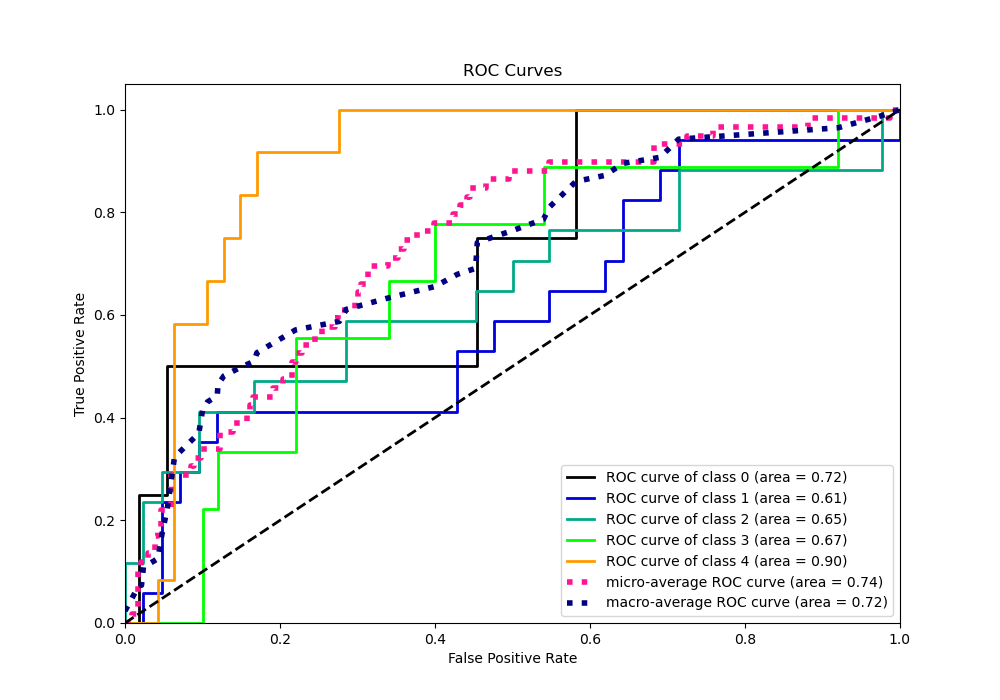 ROC Curves
1.0
0.8
0.6
0.4
0.2
0.0
True Positive Rate
ROC curve of class 0 (area = 0.72)
ROC curve of class 1 (area = 0.61)
ROC curve of class 2 (area = 0.65)
ROC curve of class 3 (area = 0.67)
ROC curve of class 4 (area = 0.90)
micro-average ROC curve (area = 0.74)
macro-average ROC curve (area = 0.72)
0.0 0.2 0.4 0.6 0.8 1.0
False Positive Rate